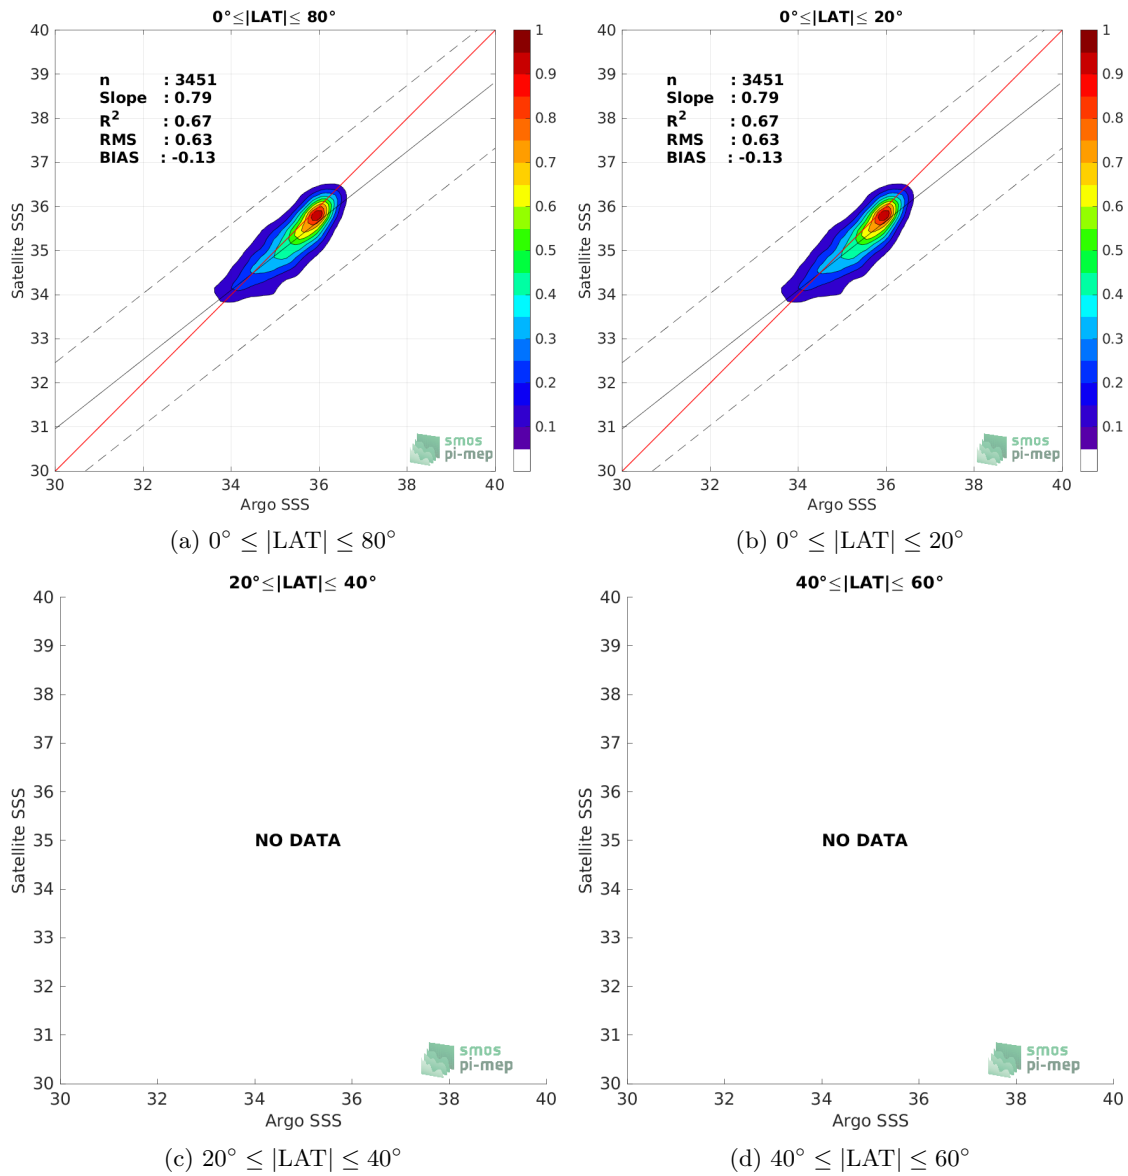 0°≤|LAT|≤ 80°
40
39
38
37
36
35
34
33
32
31
30
Satellite SSS
n : 3451
Slope : 0.79
R² : 0.67
RMS : 0.63
BIAS : -0.13
smos
pi-mep
30 32 34 36 38 40
Argo SSS
1
0.9
0.8
0.7
0.6
0.5
0.4
0.3
0.2
0.1
(a) 0° ≤ |LAT| ≤ 80°
0°≤|LAT|≤ 20°
40
39
38
37
36
35
34
33
32
31
30
Satellite SSS
n : 3451
Slope : 0.79
R² : 0.67
RMS : 0.63
BIAS : -0.13
smos
pi-mep
30 32 34 36 38 40
Argo SSS
1
0.9
0.8
0.7
0.6
0.5
0.4
0.3
0.2
0.1
(b) 0° ≤ |LAT| ≤ 20°
20°≤|LAT|≤ 40°
40
39
38
37
36
35
34
33
32
31
30
Satellite SSS
NO DATA
smos
pi-mep
30 32 34 36 38 40
Argo SSS
(c) 20° ≤ |LAT| ≤ 40°
40°≤|LAT|≤ 60°
40
39
38
37
36
35
34
33
32
31
30
Satellite SSS
NO DATA
smos
pi-mep
30 32 34 36 38 40
Argo SSS
(d) 40° ≤ |LAT| ≤ 60°